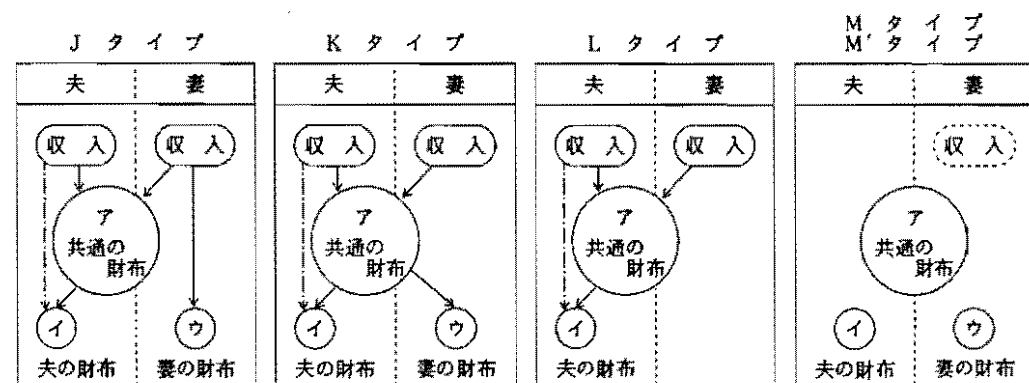 J タイプ
夫 妻
収入 収入
ア
共通の
財布
イ ウ
夫の財布 妻の財布
K タイプ
夫 妻
収入 収入
ア
共通の
財布
イ ウ
夫の財布 妻の財布
L タイプ
夫 妻
収入 収入
ア
共通の
財布
イ
夫の財布
M タイプ
M' タイプ
夫 妻
収入
ア
共通の
財布
イ ウ
夫の財布 妻の財布